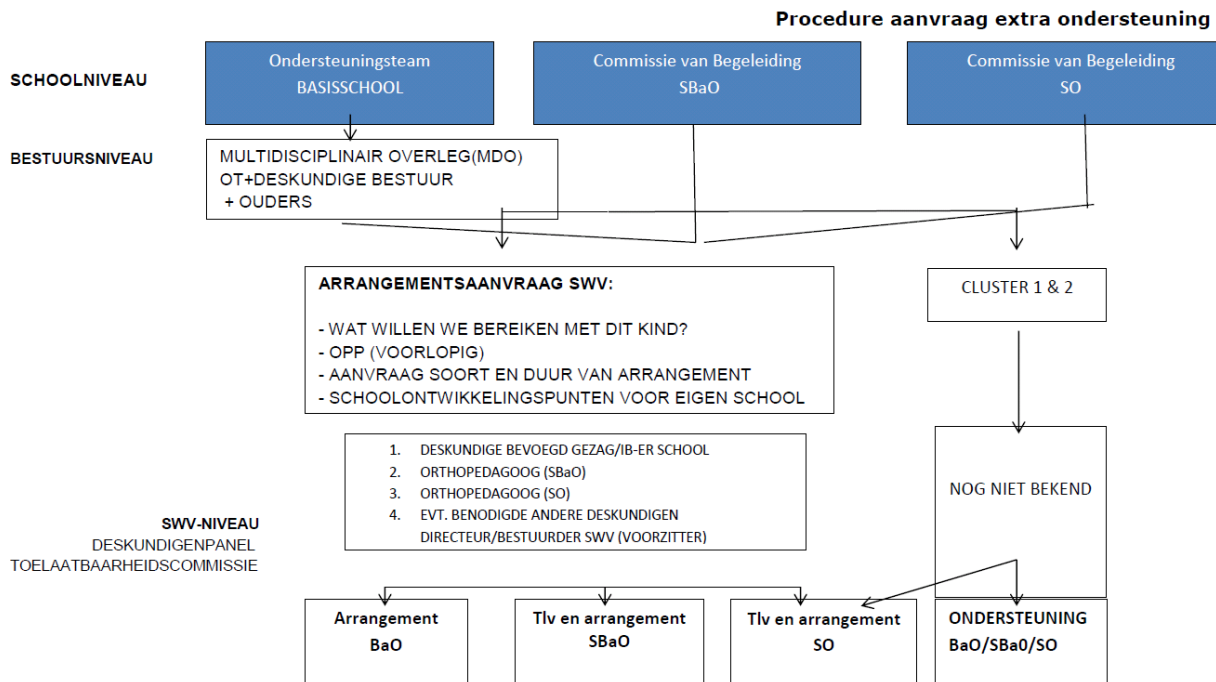 Procedure aanvraag extra ondersteuning
SCHOOLNIVEAU
Ondersteuningsteam
BASISSCHOOL
Commissie van Begeleiding
SBaO
Commissie van Begeleiding
SO
BESTUURSNIVEAU
MULTIDISCIPLINAIR OVERLEG(MDO)
OT+DESKUNDIGE BESTUUR
+ OUDERS
ARRANGEMENTSAANVRAAG SWV:
- WAT WILLEN WE BEREIKEN MET DIT KIND?
- OPP (VOORLOPIG)
- AANVRAAG SOORT EN DUUR VAN ARRANGEMENT
- SCHOOLONTWIKKELINGSPUNTEN VOOR EIGEN SCHOOL
CLUSTER 1 & 2
1. DESKUNDIGE BEVOEGD GEZAG/IB-ER SCHOOL
2. ORTHOPEDAGOOG (SBaO)
3. ORTHOPEDAGOOG (SO)
4. EVT. BENODIGDE ANDERE DESKUNDIGEN
DIRECTEUR/BESTUURDER SWV (VOORZITTER)
NOG NIET BEKEND
SWV-NIVEAU
DESKUNDIGENPANEL
TOELAATBAARHEIDSCOMMISSIE
Arrangement
BaO
Tlv en arrangement
SBaO
Tlv en arrangement
SO
ONDERSTEUNING
BaO/SBa0/SO